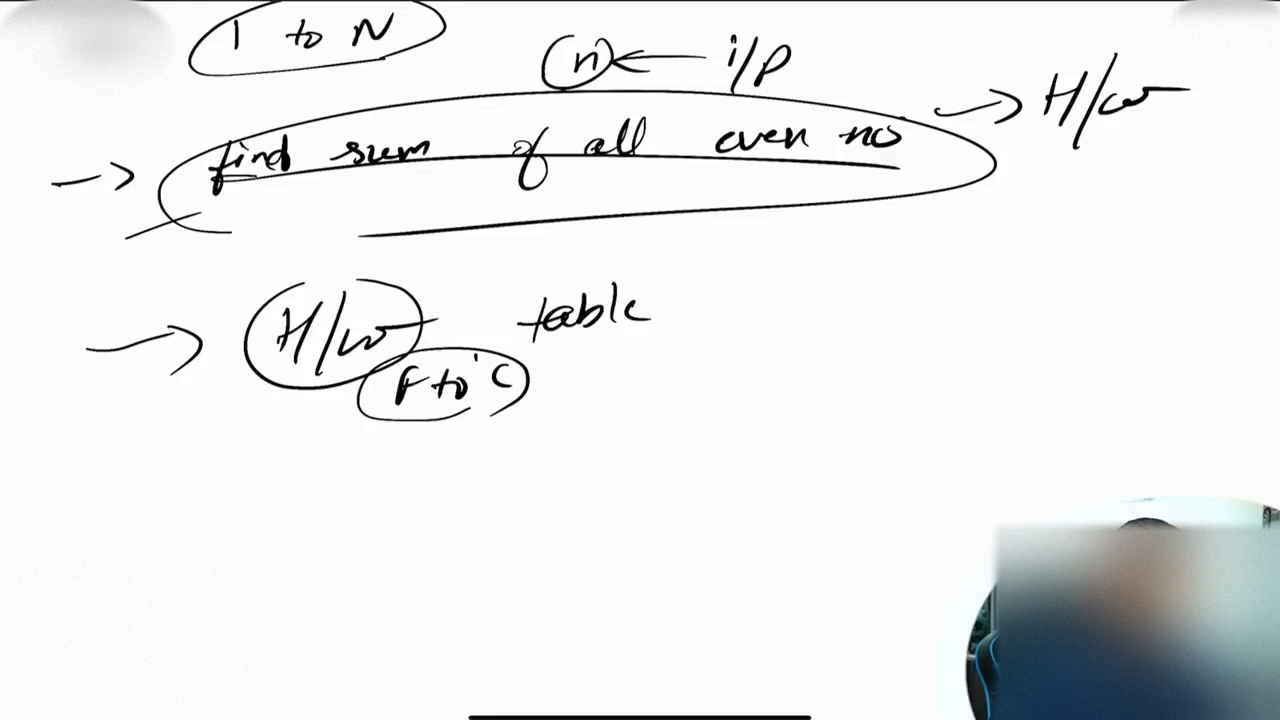 1 to N
n ← i/p
→ find sum of all even no → H/w
→ H/w table
F to °C